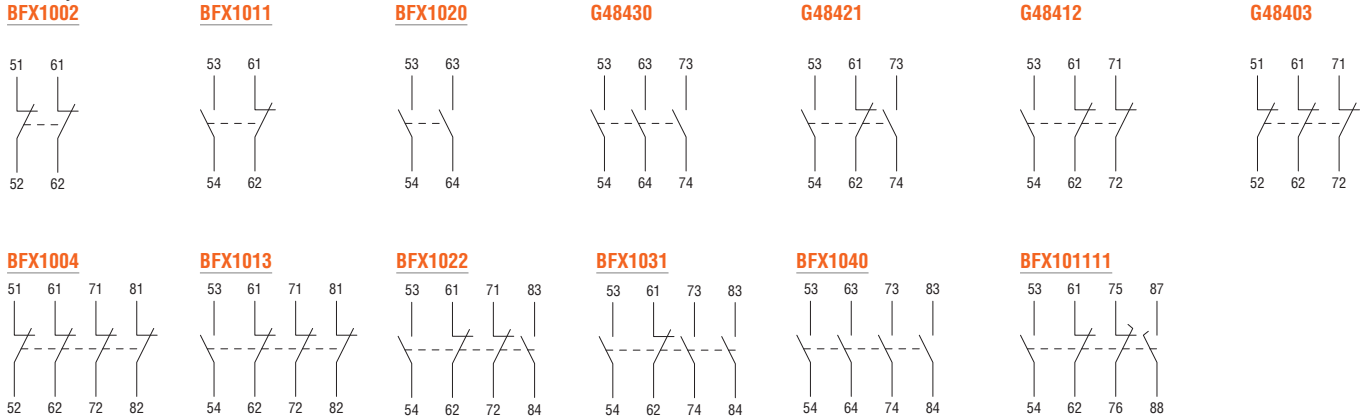 BFX1002 BFX1011 BFX1020 G48430 G48421 G48412 G48403
51 61 53 61 53 63 53 63 73 53 61 73 53 61 71 51 61 71
52 62 54 62 54 64 54 64 74 54 62 74 54 62 72 52 62 72
BFX1004 BFX1013 BFX1022 BFX1031 BFX1040 BFX101111
51 61 71 81 53 61 71 81 53 61 71 83 53 61 73 83 53 63 73 83 53 61 75 87
52 62 72 82 54 62 72 82 54 62 72 84 54 62 74 84 54 64 74 84 54 62 76 88